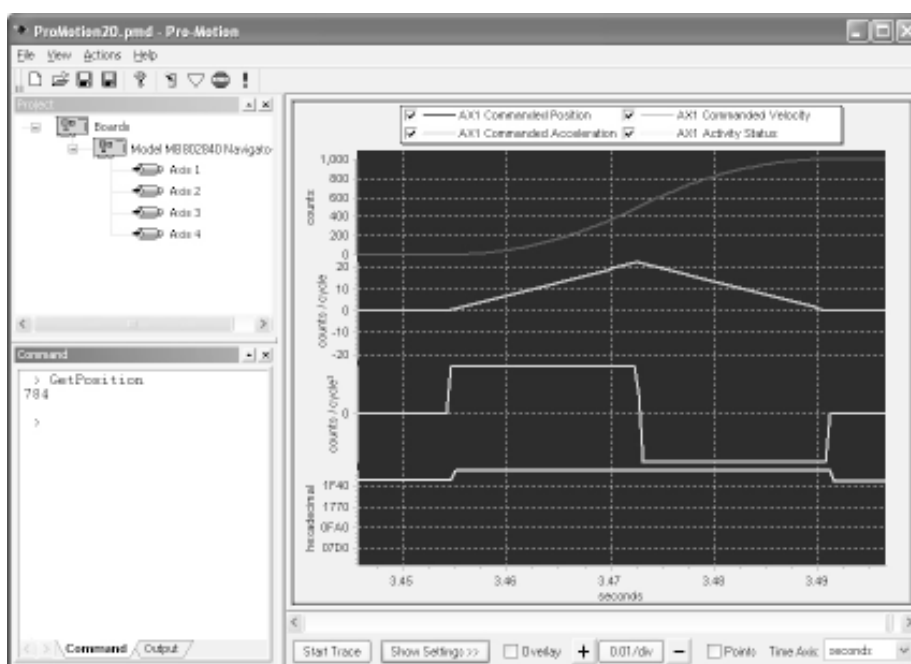 ProMotion20.pmd - Pro-Motion
File View Actions Help
Project
Boards
Model MB802840 Navigato
Axis 1
Axis 2
Axis 3
Axis 4
Command
> GetPosition
784
>
Command Output
AX1 Commanded Position AX1 Commanded Velocity
AX1 Commanded Acceleration AX1 Activity Status
1,000
800
600
400
200
0
counts
20
10
0
-10
-20
counts / cycle
0
counts / cycle²
1F40
1770
0FA0
07D0
hexadecimal
3.45 3.46 3.47 3.48 3.49
seconds
Start Trace Show Settings >> Overlay + 0.01/div - Points Time Axis: seconds